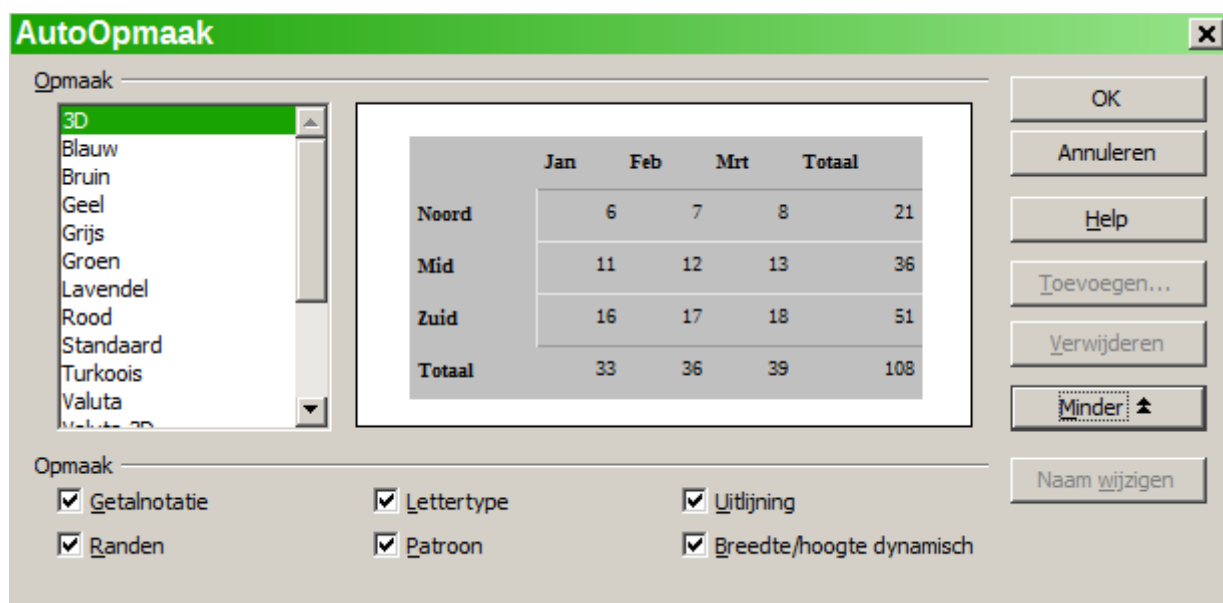 AutoOpmaak
Opmaak
3D
Blauw
Bruin
Geel
Grijs
Groen
Lavendel
Rood
Standaard
Turkoois
Valuta
Valuta 3D
Jan Feb Mrt Totaal
Noord 6 7 8 21
Mid 11 12 13 36
Zuid 16 17 18 51
Totaal 33 36 39 108
OK
Annuleren
Help
Toevoegen...
Verwijderen
Minder
Naam wijzigen
Opmaak
Getalnotatie Lettertype Uitlijning
Randen Patroon Breedte/hoogte dynamisch